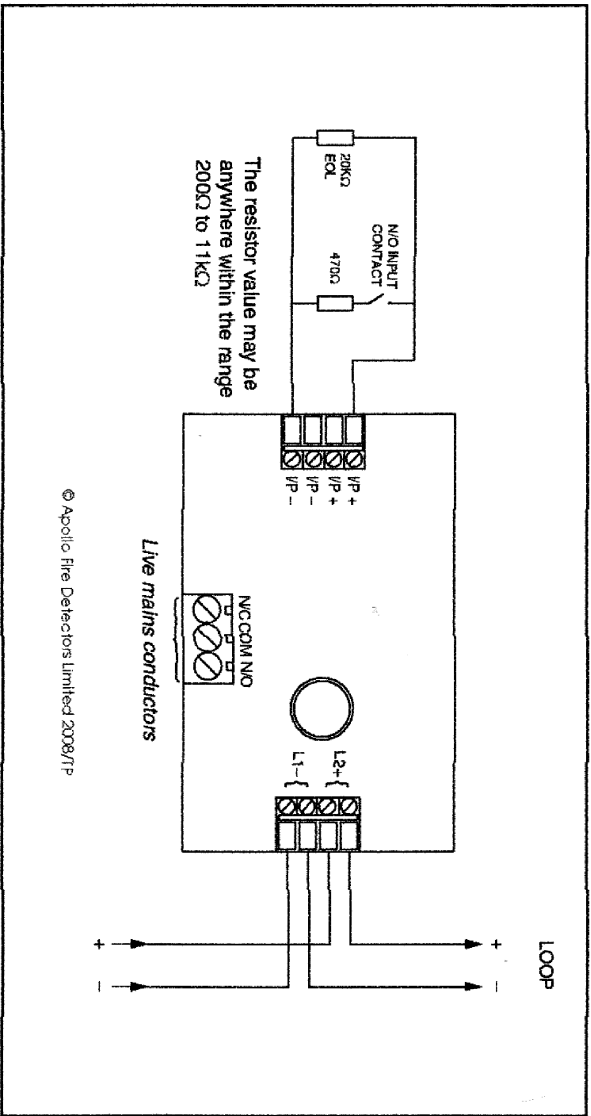 20KΩ
EOL
N/O INPUT
CONTACT
470Ω
The resistor value may be
anywhere within the range
200Ω to 11kΩ
I/P +
I/P +
I/P -
I/P -
N/C COM N/O
Live mains conductors
L2+{
L1-{
LOOP
+
-
+
-
© Apollo Fire Detectors Limited 2008/TP